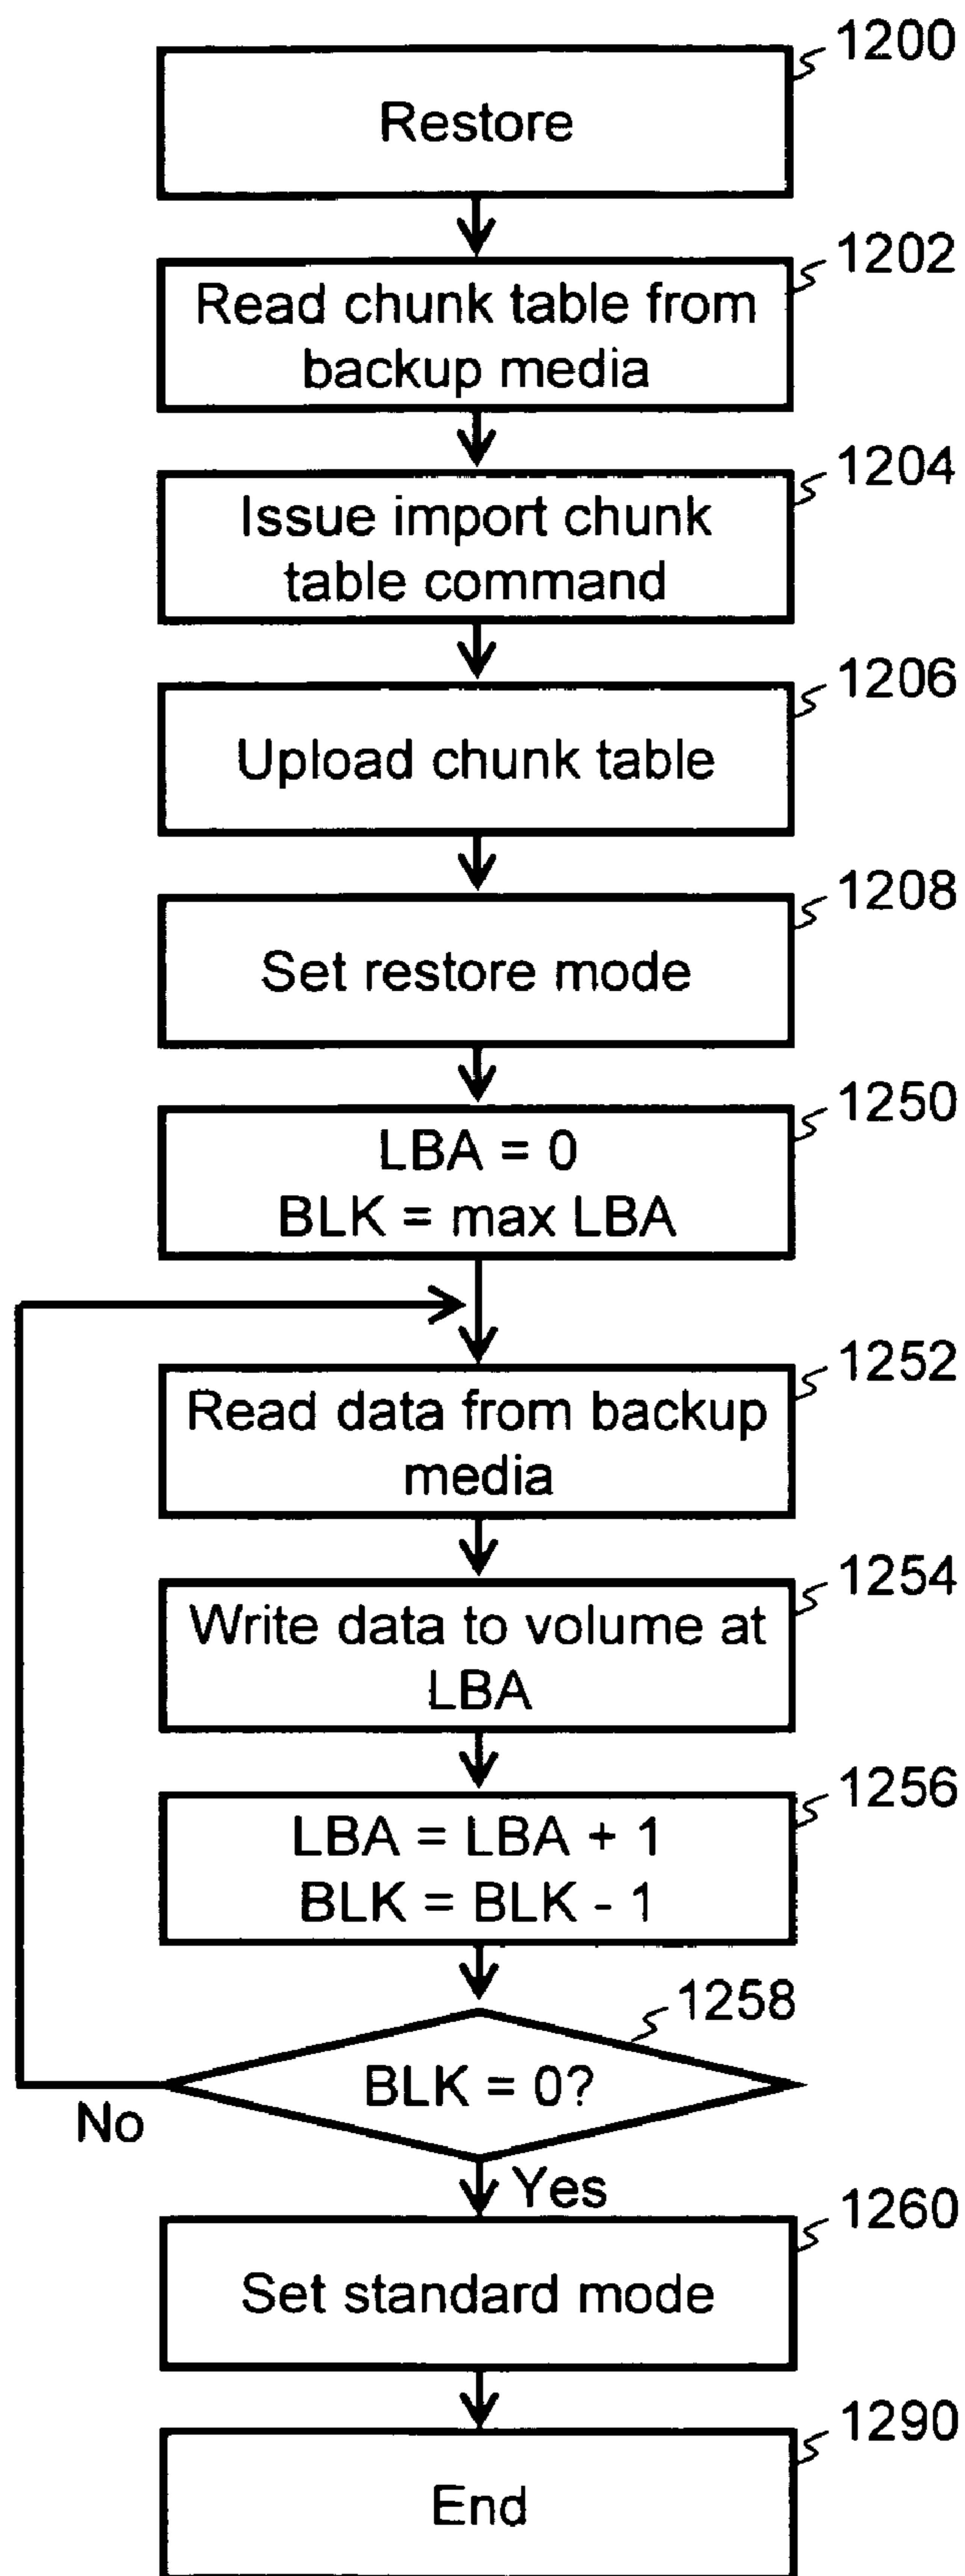 1200
Restore
1202
Read chunk table from
backup media
1204
Issue import chunk
table command
1206
Upload chunk table
1208
Set restore mode
1250
LBA = 0
BLK = max LBA
1252
Read data from backup
media
1254
Write data to volume at
LBA
1256
LBA = LBA + 1
BLK = BLK - 1
1258
BLK = 0?
No
Yes
1260
Set standard mode
1290
End